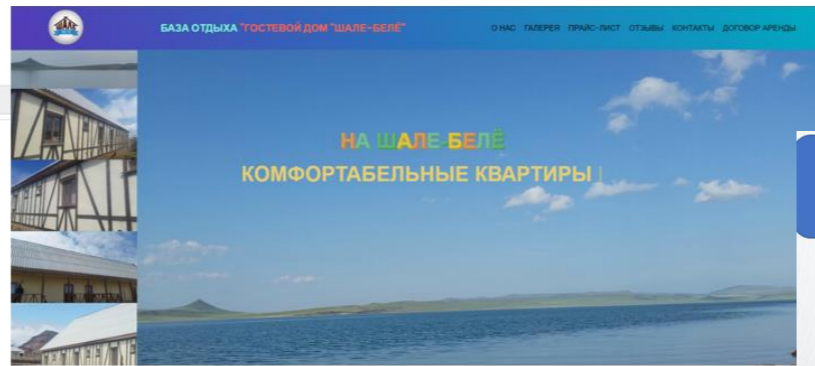 БАЗА ОТДЫХА "ГОСТЕВОЙ ДОМ "ШАЛЕ-БЕЛЁ"
О НАС ГАЛЕРЕЯ ПРАЙС-ЛИСТ ОТЗЫВЫ КОНТАКТЫ ДОГОВОР АРЕНДЫ
НА ШАЛЕ-БЕЛЁ
КОМФОРТАБЕЛЬНЫЕ КВАРТИРЫ |